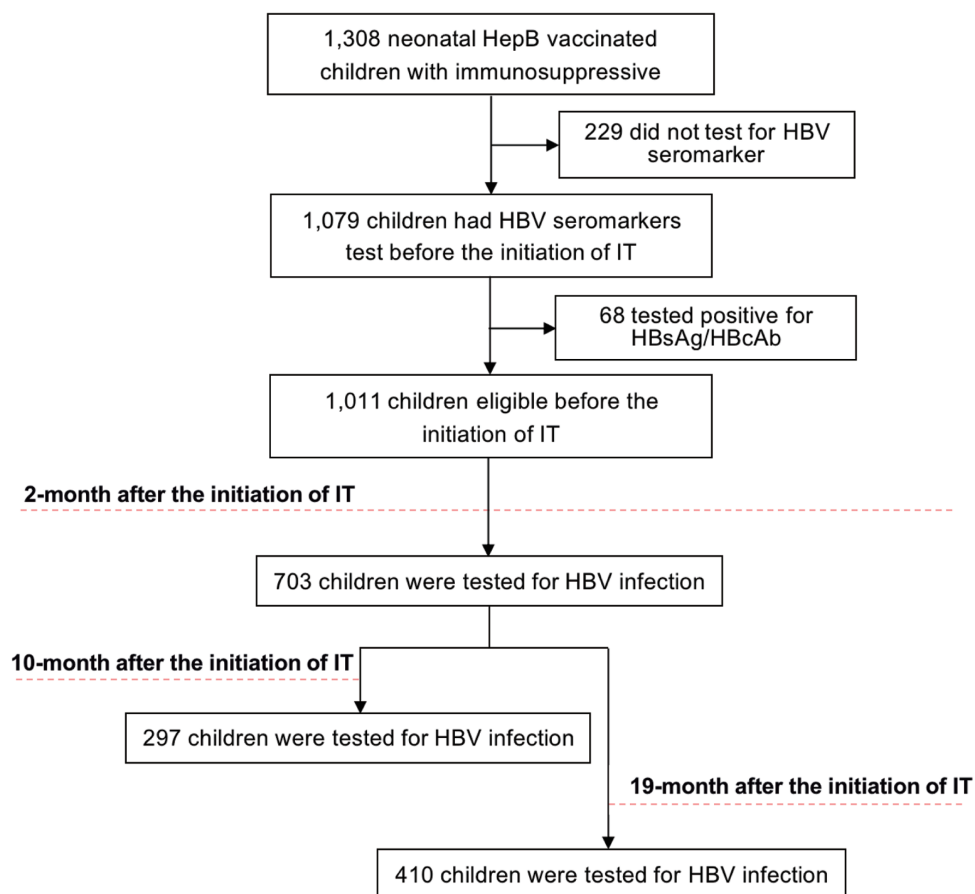 1,308 neonatal HepB vaccinated
children with immunosuppressive
229 did not test for HBV
seromarker
1,079 children had HBV seromarkers
test before the initiation of IT
68 tested positive for
HBsAg/HBcAb
1,011 children eligible before the
initiation of IT
2-month after the initiation of IT
703 children were tested for HBV infection
10-month after the initiation of IT
297 children were tested for HBV infection
19-month after the initiation of IT
410 children were tested for HBV infection